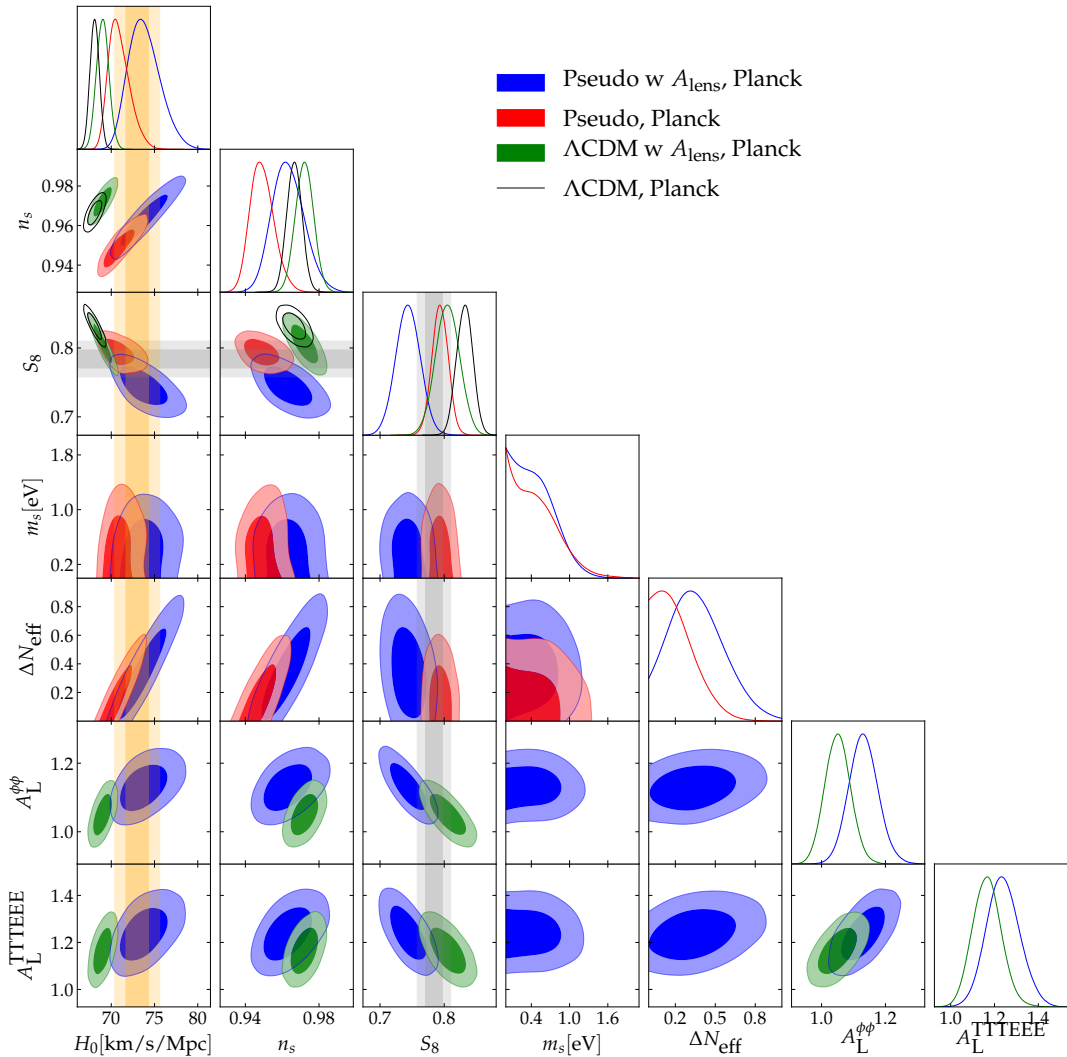 Pseudo w A_lens, Planck
Pseudo, Planck
ΛCDM w A_lens, Planck
ΛCDM, Planck
n_s
0.98
0.96
0.94
S_8
0.8
0.7
m_s[eV]
1.8
1.0
0.2
ΔN_eff
0.8
0.6
0.4
0.2
A_L^ϕϕ
1.2
1.0
A_L^TTTEEE
1.4
1.2
1.0
70 75 80
0.94 0.98
0.7 0.8
0.4 1.0 1.6
0.2 0.5 0.8
1.0 1.2
1.0 1.2 1.4
H_0[km/s/Mpc] n_s S_8 m_s[eV] ΔN_eff A_L^ϕϕ A_L^TTTEEE